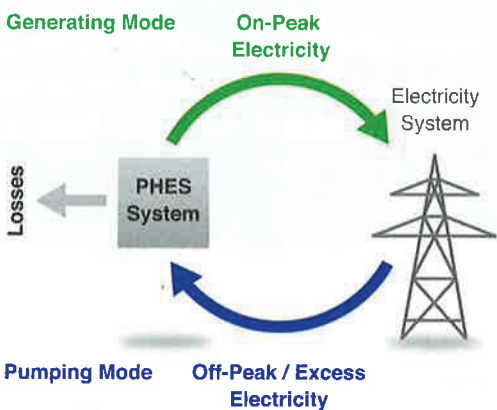 Generating Mode
On-Peak
Electricity
Electricity
System
Losses
PHES
System
Pumping Mode
Off-Peak / Excess
Electricity